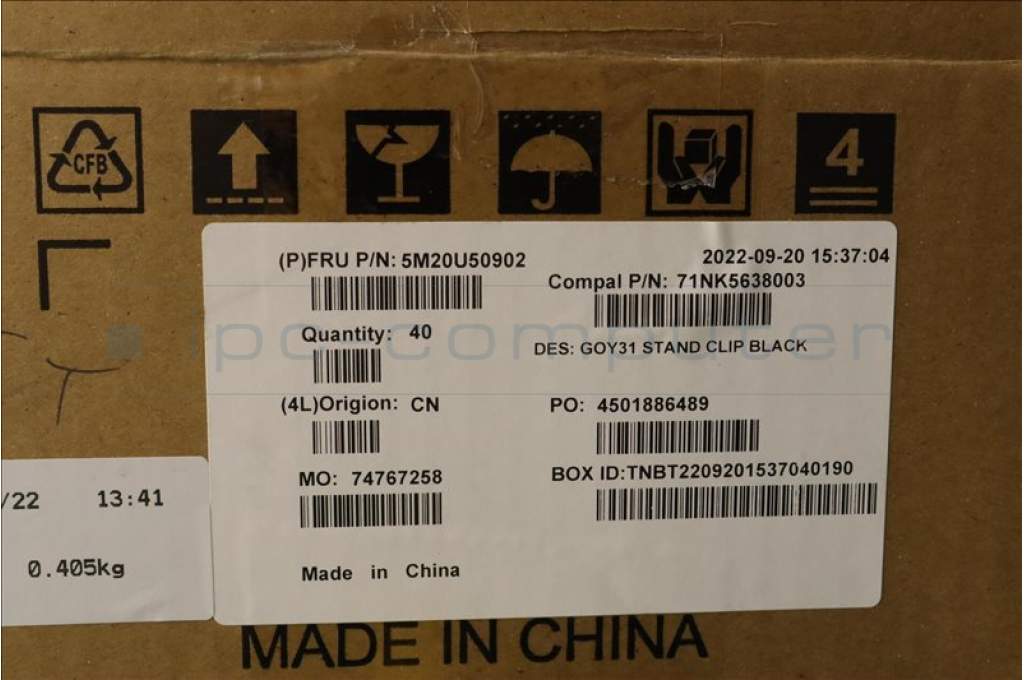 CFB
4
(P)FRU P/N: 5M20U50902
2022-09-20 15:37:04
Compal P/N: 71NK5638003
Quantity: 40
ipc computer
DES: GOY31 STAND CLIP BLACK
(4L)Origion: CN
PO: 4501886489
MO: 74767258
BOX ID:TNBT2209201537040190
/22 13:41
0.405kg
Made in China
MADE IN CHINA